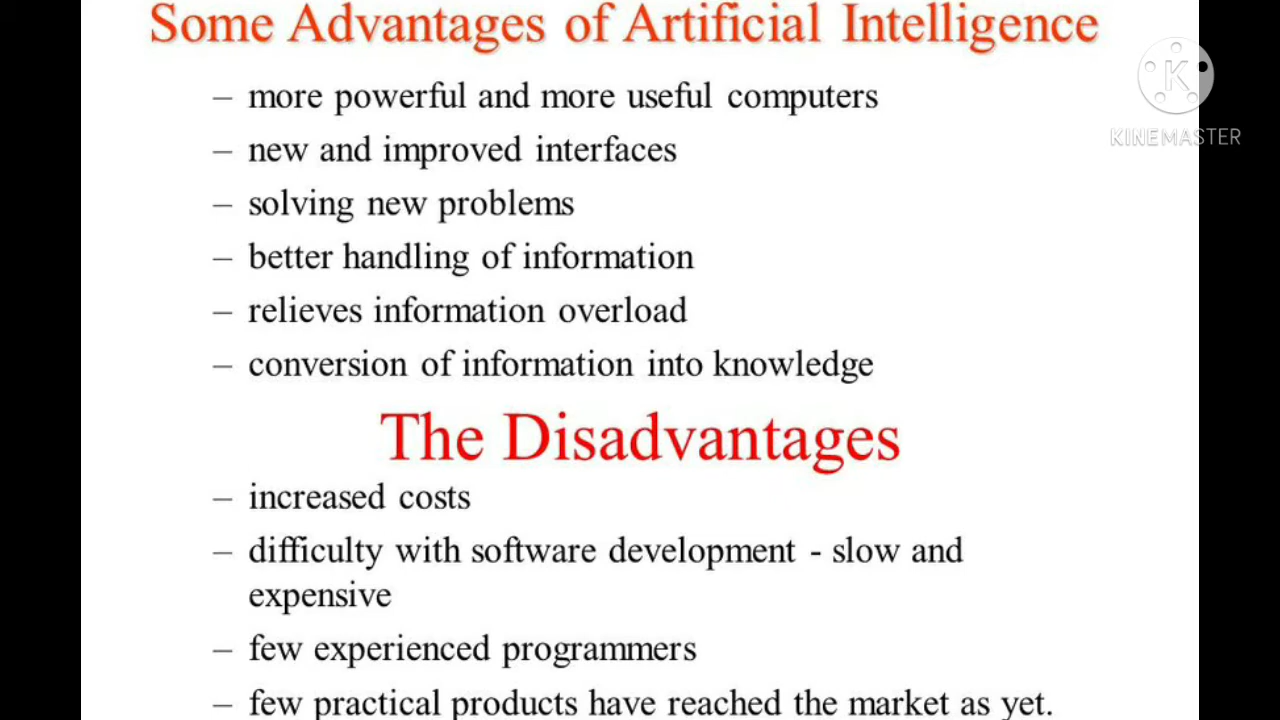 Some Advantages of Artificial Intelligence
– more powerful and more useful computers
– new and improved interfaces
– solving new problems
– better handling of information
– relieves information overload
– conversion of information into knowledge
The Disadvantages
– increased costs
– difficulty with software development - slow and
expensive
– few experienced programmers
– few practical products have reached the market as yet.
K
KINEMASTER